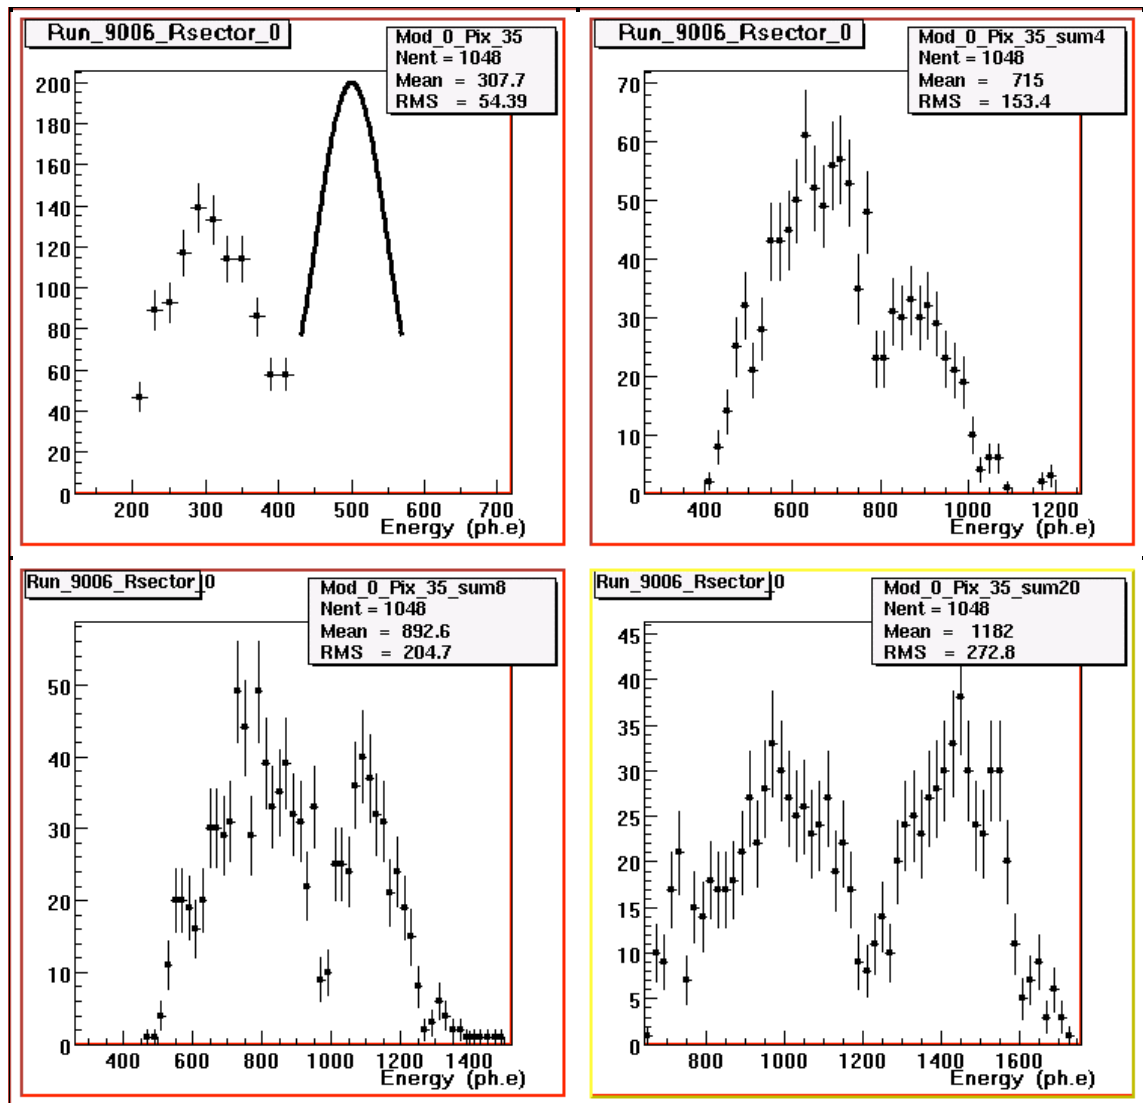 Run_9006_Rsector_0
Mod_0_Pix_35
Nent = 1048
Mean = 307.7
RMS = 54.39
200
180
160
140
120
100
80
60
40
20
0
200 300 400 500 600 700
Energy (ph.e)
Run_9006_Rsector_0
Mod_0_Pix_35_sum4
Nent = 1048
Mean = 715
RMS = 153.4
70
60
50
40
30
20
10
0
400 600 800 1000 1200
Energy (ph.e)
Run_9006_Rsector_0
Mod_0_Pix_35_sum8
Nent = 1048
Mean = 892.6
RMS = 204.7
50
40
30
20
10
0
400 600 800 1000 1200 1400
Energy (ph.e)
Run_9006_Rsector_0
Mod_0_Pix_35_sum20
Nent = 1048
Mean = 1182
RMS = 272.8
45
40
35
30
25
20
15
10
5
0
800 1000 1200 1400 1600
Energy (ph.e)